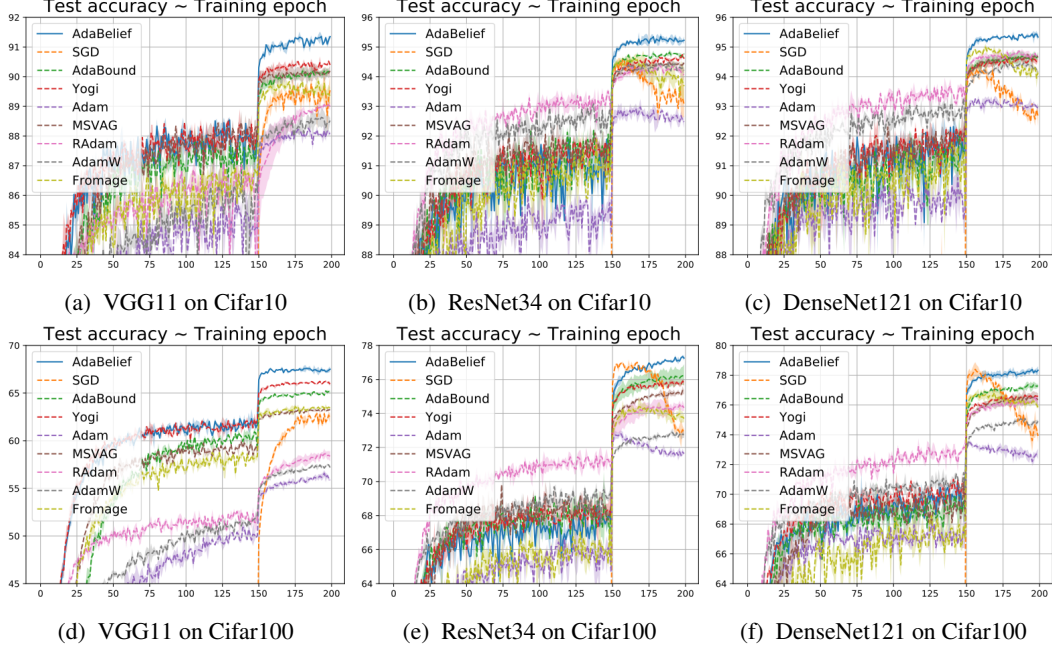 Test accuracy ~ Training epoch
92
91
90
89
88
87
86
85
84
0 25 50 75 100 125 150 175 200
AdaBelief
SGD
AdaBound
Yogi
Adam
MSVAG
RAdam
AdamW
Fromage
(a) VGG11 on Cifar10
Test accuracy ~ Training epoch
96
95
94
93
92
91
90
89
88
0 25 50 75 100 125 150 175 200
AdaBelief
SGD
AdaBound
Yogi
Adam
MSVAG
RAdam
AdamW
Fromage
(b) ResNet34 on Cifar10
Test accuracy ~ Training epoch
96
95
94
93
92
91
90
89
88
0 25 50 75 100 125 150 175 200
AdaBelief
SGD
AdaBound
Yogi
Adam
MSVAG
RAdam
AdamW
Fromage
(c) DenseNet121 on Cifar10
Test accuracy ~ Training epoch
70
65
60
55
50
45
0 25 50 75 100 125 150 175 200
AdaBelief
SGD
AdaBound
Yogi
Adam
MSVAG
RAdam
AdamW
Fromage
(d) VGG11 on Cifar100
Test accuracy ~ Training epoch
78
76
74
72
70
68
66
64
0 25 50 75 100 125 150 175 200
AdaBelief
SGD
AdaBound
Yogi
Adam
MSVAG
RAdam
AdamW
Fromage
(e) ResNet34 on Cifar100
Test accuracy ~ Training epoch
80
78
76
74
72
70
68
66
64
0 25 50 75 100 125 150 175 200
AdaBelief
SGD
AdaBound
Yogi
Adam
MSVAG
RAdam
AdamW
Fromage
(f) DenseNet121 on Cifar100